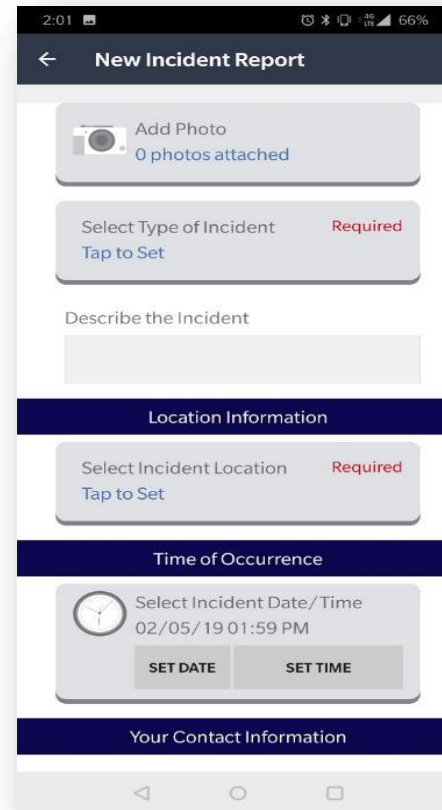 2:01 4G LTE 66%
New Incident Report
Add Photo
0 photos attached
Select Type of Incident Required
Tap to Set
Describe the Incident
Location Information
Select Incident Location Required
Tap to Set
Time of Occurrence
Select Incident Date/Time
02/05/19 01:59 PM
SET DATE SET TIME
Your Contact Information